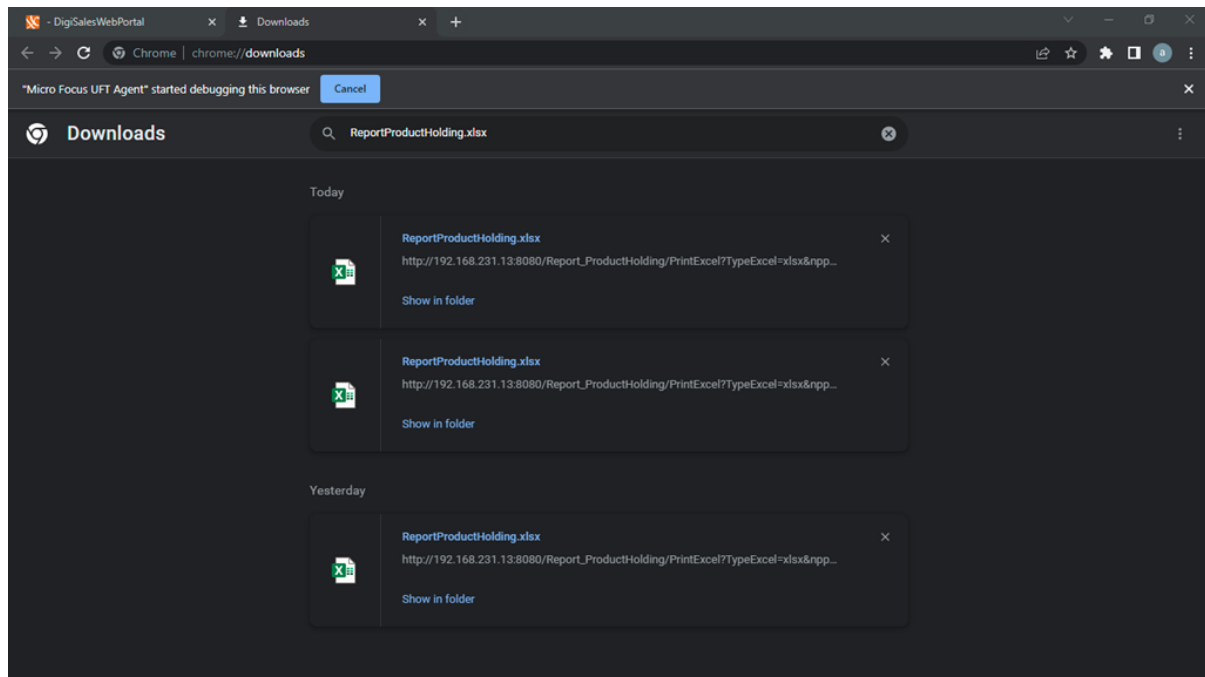 - DigiSalesWebPortal
Downloads
Chrome | chrome://downloads
a
"Micro Focus UFT Agent" started debugging this browser
Cancel
Downloads
ReportProductHolding.xlsx
Today
ReportProductHolding.xlsx
http://192.168.231.13:8080/Report_ProductHolding/PrintExcel?TypeExcel=xlsx&npp...
Show in folder
ReportProductHolding.xlsx
http://192.168.231.13:8080/Report_ProductHolding/PrintExcel?TypeExcel=xlsx&npp...
Show in folder
Yesterday
ReportProductHolding.xlsx
http://192.168.231.13:8080/Report_ProductHolding/PrintExcel?TypeExcel=xlsx&npp...
Show in folder